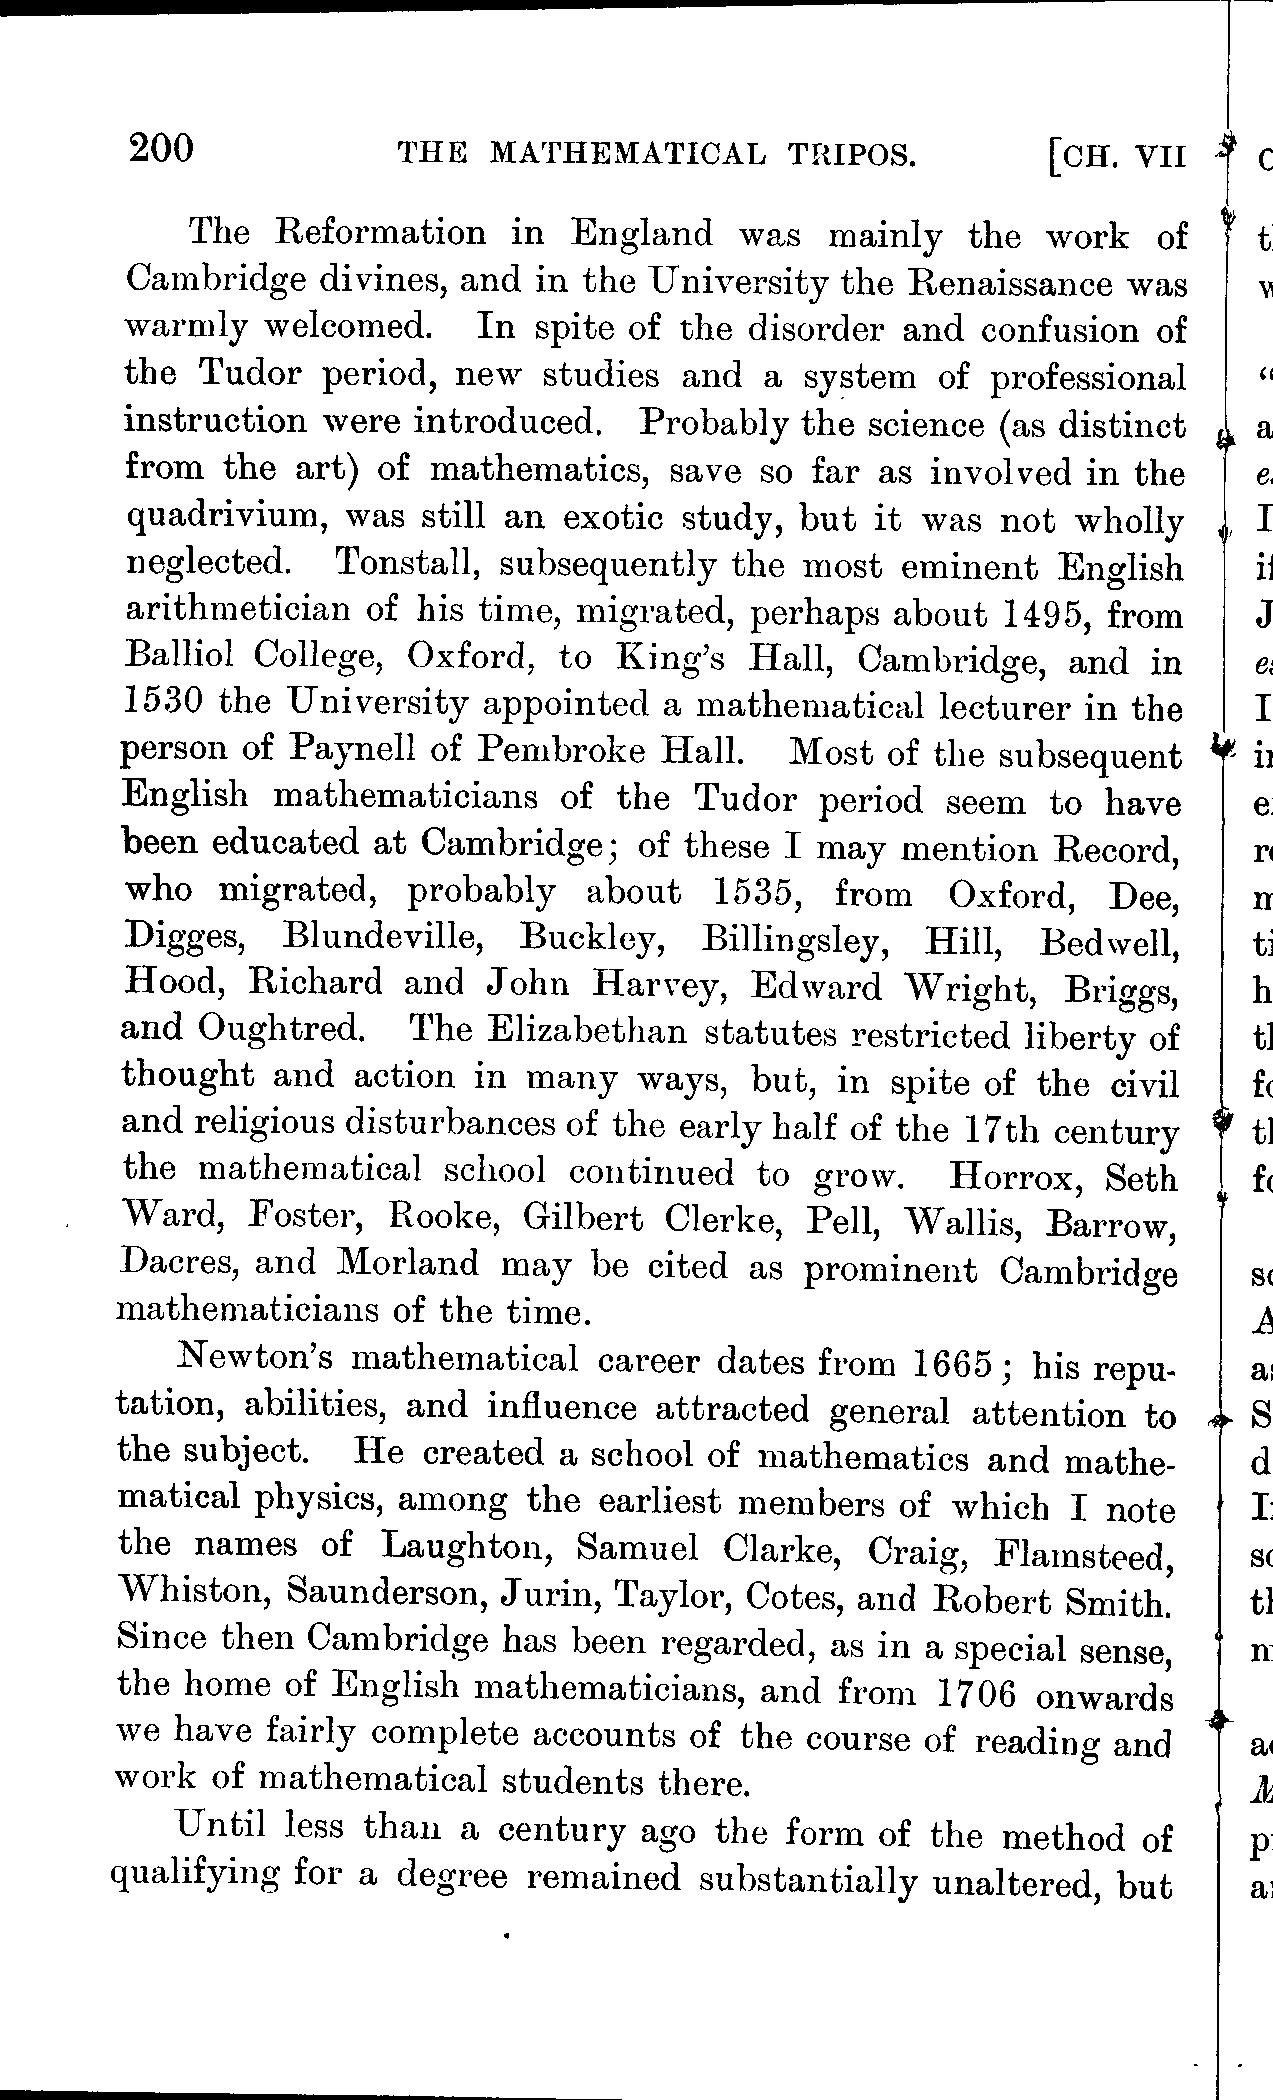 200 THE MATHEMATICAL TRIPOS. [CH. VII
The Reformation in England was mainly the work of
Cambridge divines, and in the University the Renaissance was
warmly welcomed. In spite of the disorder and confusion of
the Tudor period, new studies and a system of professional
instruction were introduced. Probably the science (as distinct
from the art) of mathematics, save so far as involved in the
quadrivium, was still an exotic study, but it was not wholly
neglected. Tonstall, subsequently the most eminent English
arithmetician of his time, migrated, perhaps about 1495, from
Balliol College, Oxford, to King's Hall, Cambridge, and in
1530 the University appointed a mathematical lecturer in the
person of Paynell of Pembroke Hall. Most of the subsequent
English mathematicians of the Tudor period seem to have
been educated at Cambridge; of these I may mention Record,
who migrated, probably about 1535, from Oxford, Dee,
Digges, Blundeville, Buckley, Billingsley, Hill, Bedwell,
Hood, Richard and John Harvey, Edward Wright, Briggs,
and Oughtred. The Elizabethan statutes restricted liberty of
thought and action in many ways, but, in spite of the civil
and religious disturbances of the early half of the 17th century
the mathematical school continued to grow. Horrox, Seth
Ward, Foster, Rooke, Gilbert Clerke, Pell, Wallis, Barrow,
Dacres, and Morland may be cited as prominent Cambridge
mathematicians of the time.
Newton's mathematical career dates from 1665; his repu-
tation, abilities, and influence attracted general attention to
the subject. He created a school of mathematics and mathe-
matical physics, among the earliest members of which I note
the names of Laughton, Samuel Clarke, Craig, Flamsteed,
Whiston, Saunderson, Jurin, Taylor, Cotes, and Robert Smith.
Since then Cambridge has been regarded, as in a special sense,
the home of English mathematicians, and from 1706 onwards
we have fairly complete accounts of the course of reading and
work of mathematical students there.
Until less than a century ago the form of the method of
qualifying for a degree remained substantially unaltered, but